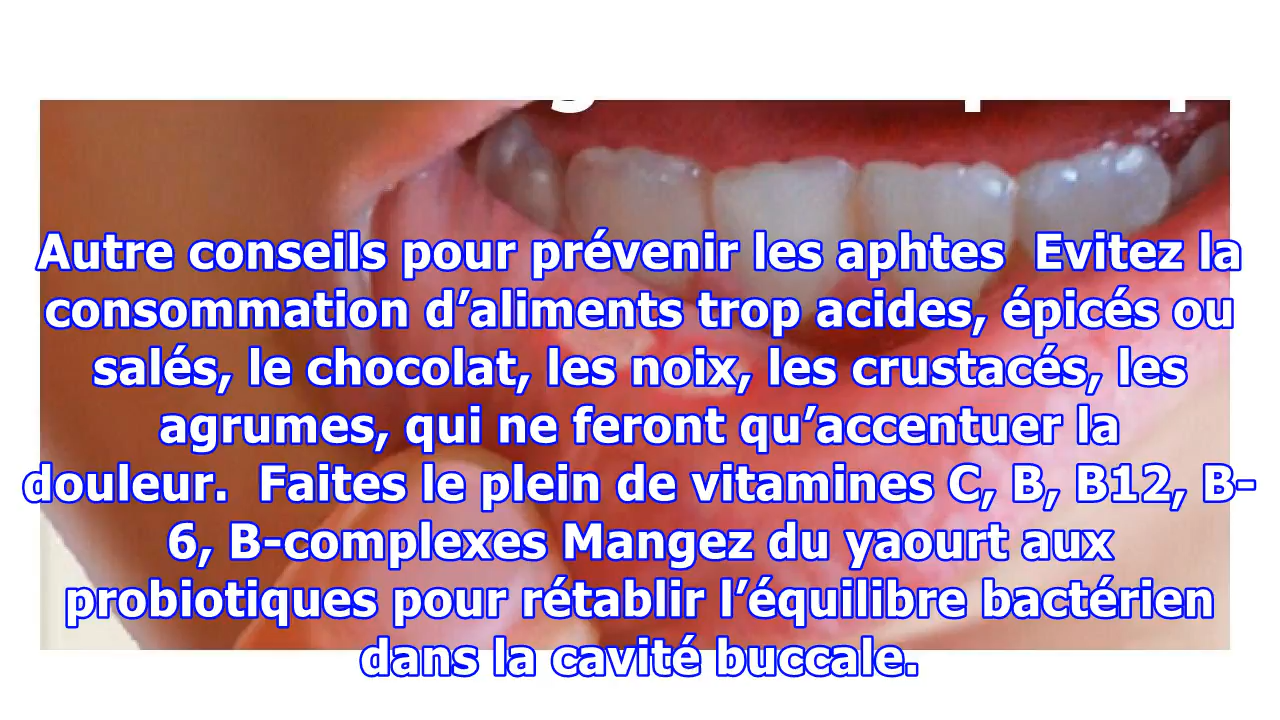 Autre conseils pour prévenir les aphtes  Evitez la
consommation d’aliments trop acides, épicés ou
salés, le chocolat, les noix, les crustacés, les
agrumes, qui ne feront qu’accentuer la
douleur.  Faites le plein de vitamines C, B, B12, B-
6, B-complexes Mangez du yaourt aux
probiotiques pour rétablir l’équilibre bactérien
dans la cavité buccale.